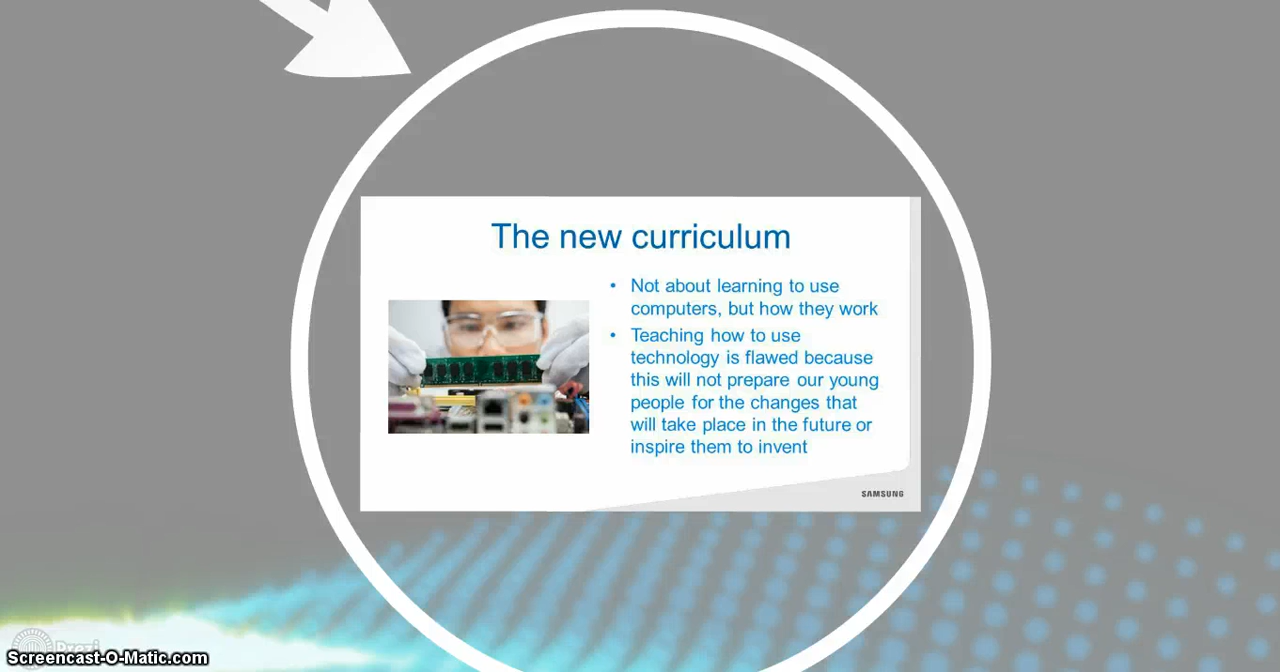 The new curriculum
• Not about learning to use
computers, but how they work
• Teaching how to use
technology is flawed because
this will not prepare our young
people for the changes that
will take place in the future or
inspire them to invent
SAMSUNG
Prezi
Screencast-O-Matic.com